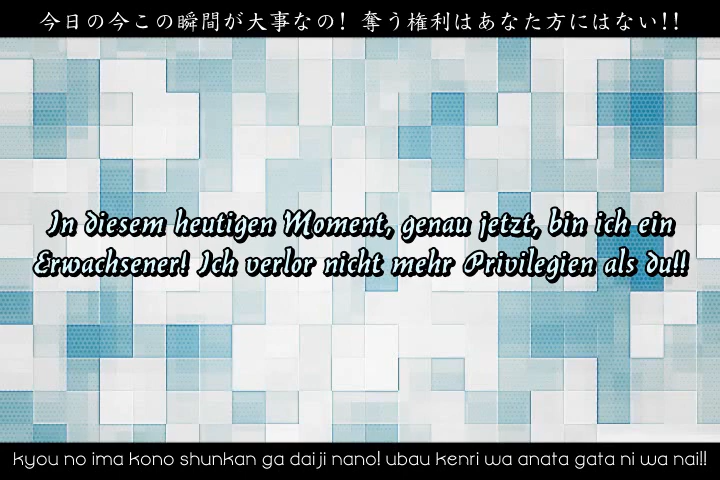 今日の今この瞬間が大事なの! 奪う権利はあなた方にはない!!
In diesem heutigen Moment, genau jetzt, bin ich ein
Erwachsener! Ich verlor nicht mehr Privilegien als du!!
kyou no ima kono shunkan ga daiji nano! ubau kenri wa anata gata ni wa nai!!